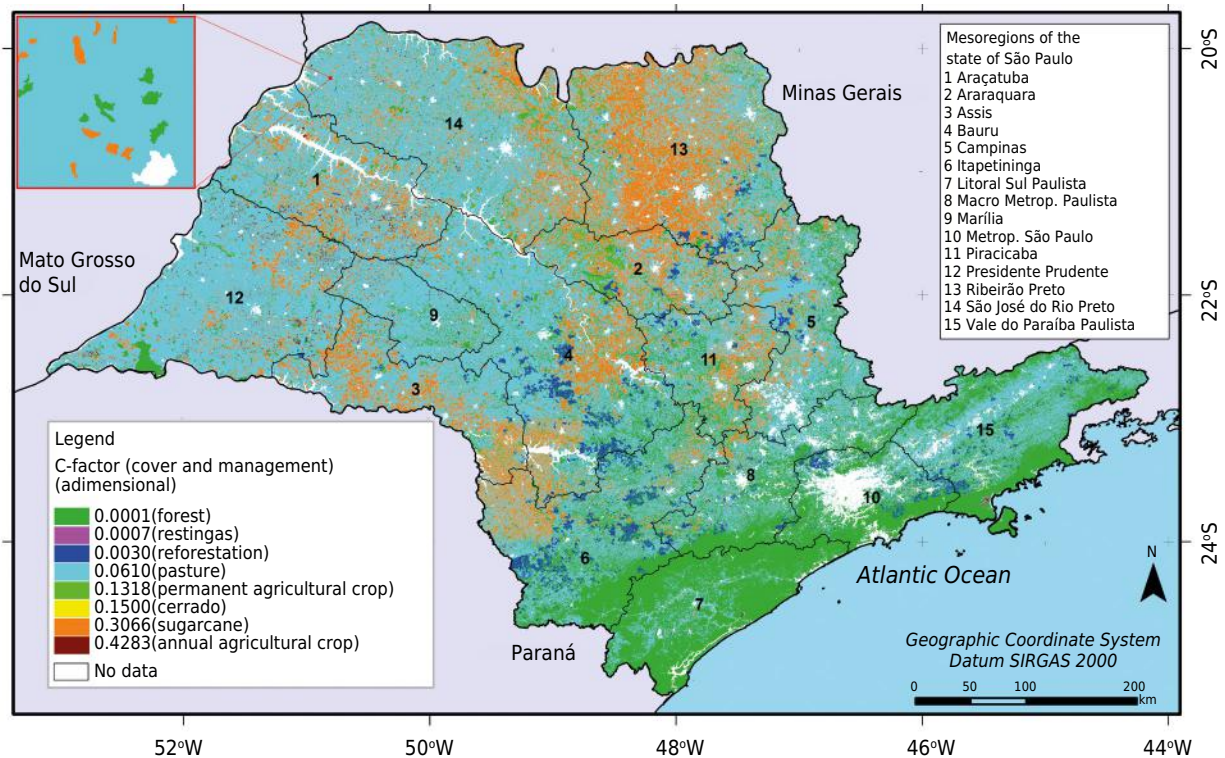 Mesoregions of the
state of São Paulo
1 Araçatuba
2 Araraquara
3 Assis
4 Bauru
5 Campinas
6 Itapetininga
7 Litoral Sul Paulista
8 Macro Metrop. Paulista
9 Marília
10 Metrop. São Paulo
11 Piracicaba
12 Presidente Prudente
13 Ribeirão Preto
14 São José do Rio Preto
15 Vale do Paraíba Paulista
Minas Gerais
Mato Grosso
do Sul
Paraná
Atlantic Ocean
14
13
1
2
12
9
5
4
11
3
15
8
10
6
7
Legend
C-factor (cover and management)
(adimensional)
0.0001(forest)
0.0007(restingas)
0.0030(reforestation)
0.0610(pasture)
0.1318(permanent agricultural crop)
0.1500(cerrado)
0.3066(sugarcane)
0.4283(annual agricultural crop)
No data
N
Geographic Coordinate System
Datum SIRGAS 2000
0 50 100 200
km
20°S
22°S
24°S
52°W 50°W 48°W 46°W 44°W